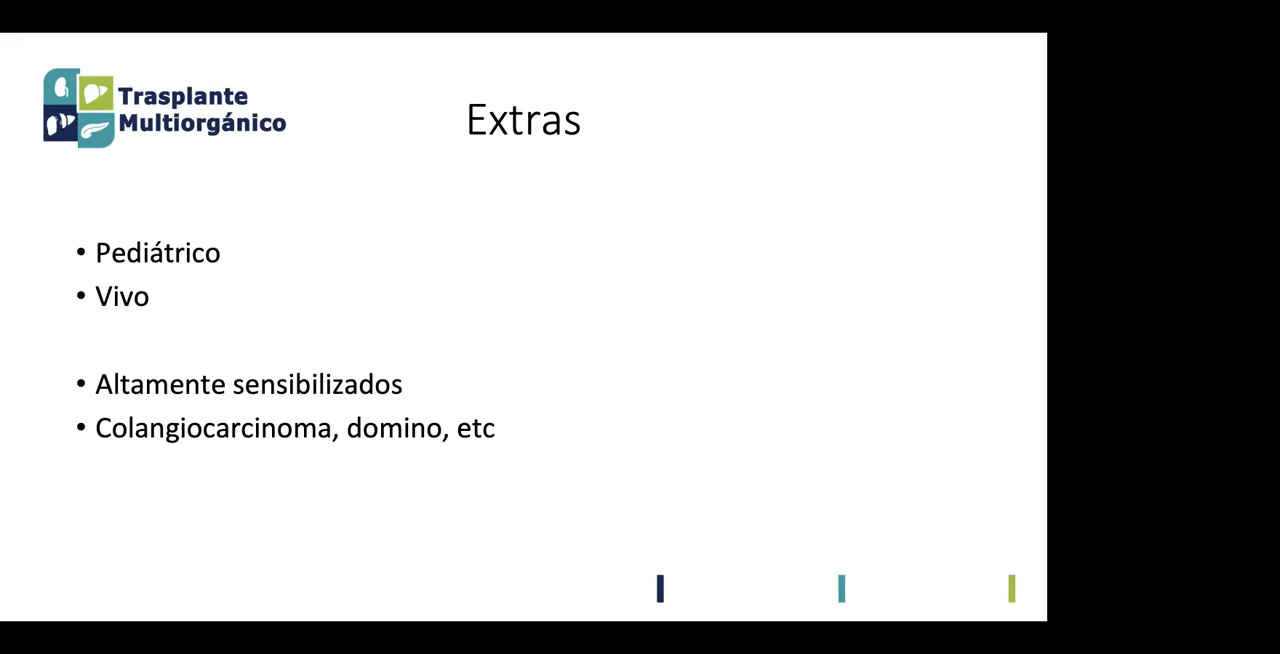 Trasplante
Multiorgánico
Extras
• Pediátrico
• Vivo
• Altamente sensibilizados
• Colangiocarcinoma, domino, etc